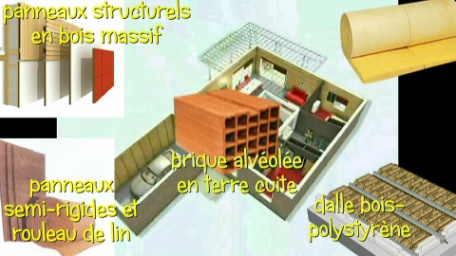 panneaux structurels
en bois massif
brique alvéolée
en terre cuite
panneaux
semi-rigides et
rouleau de lin
dalle bois-
polystyrène